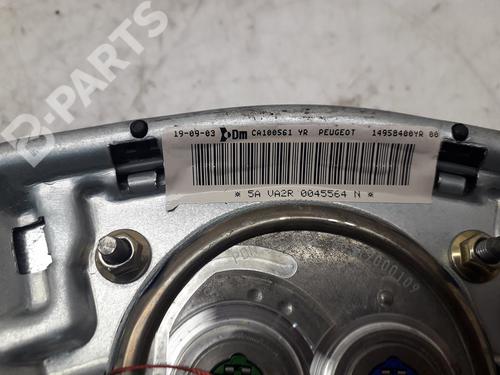 B-PARTS
19-09-03 Dm CA100561 YR PEUGEOT 14958400YR 00
* 5A VA2R 0045564 N *